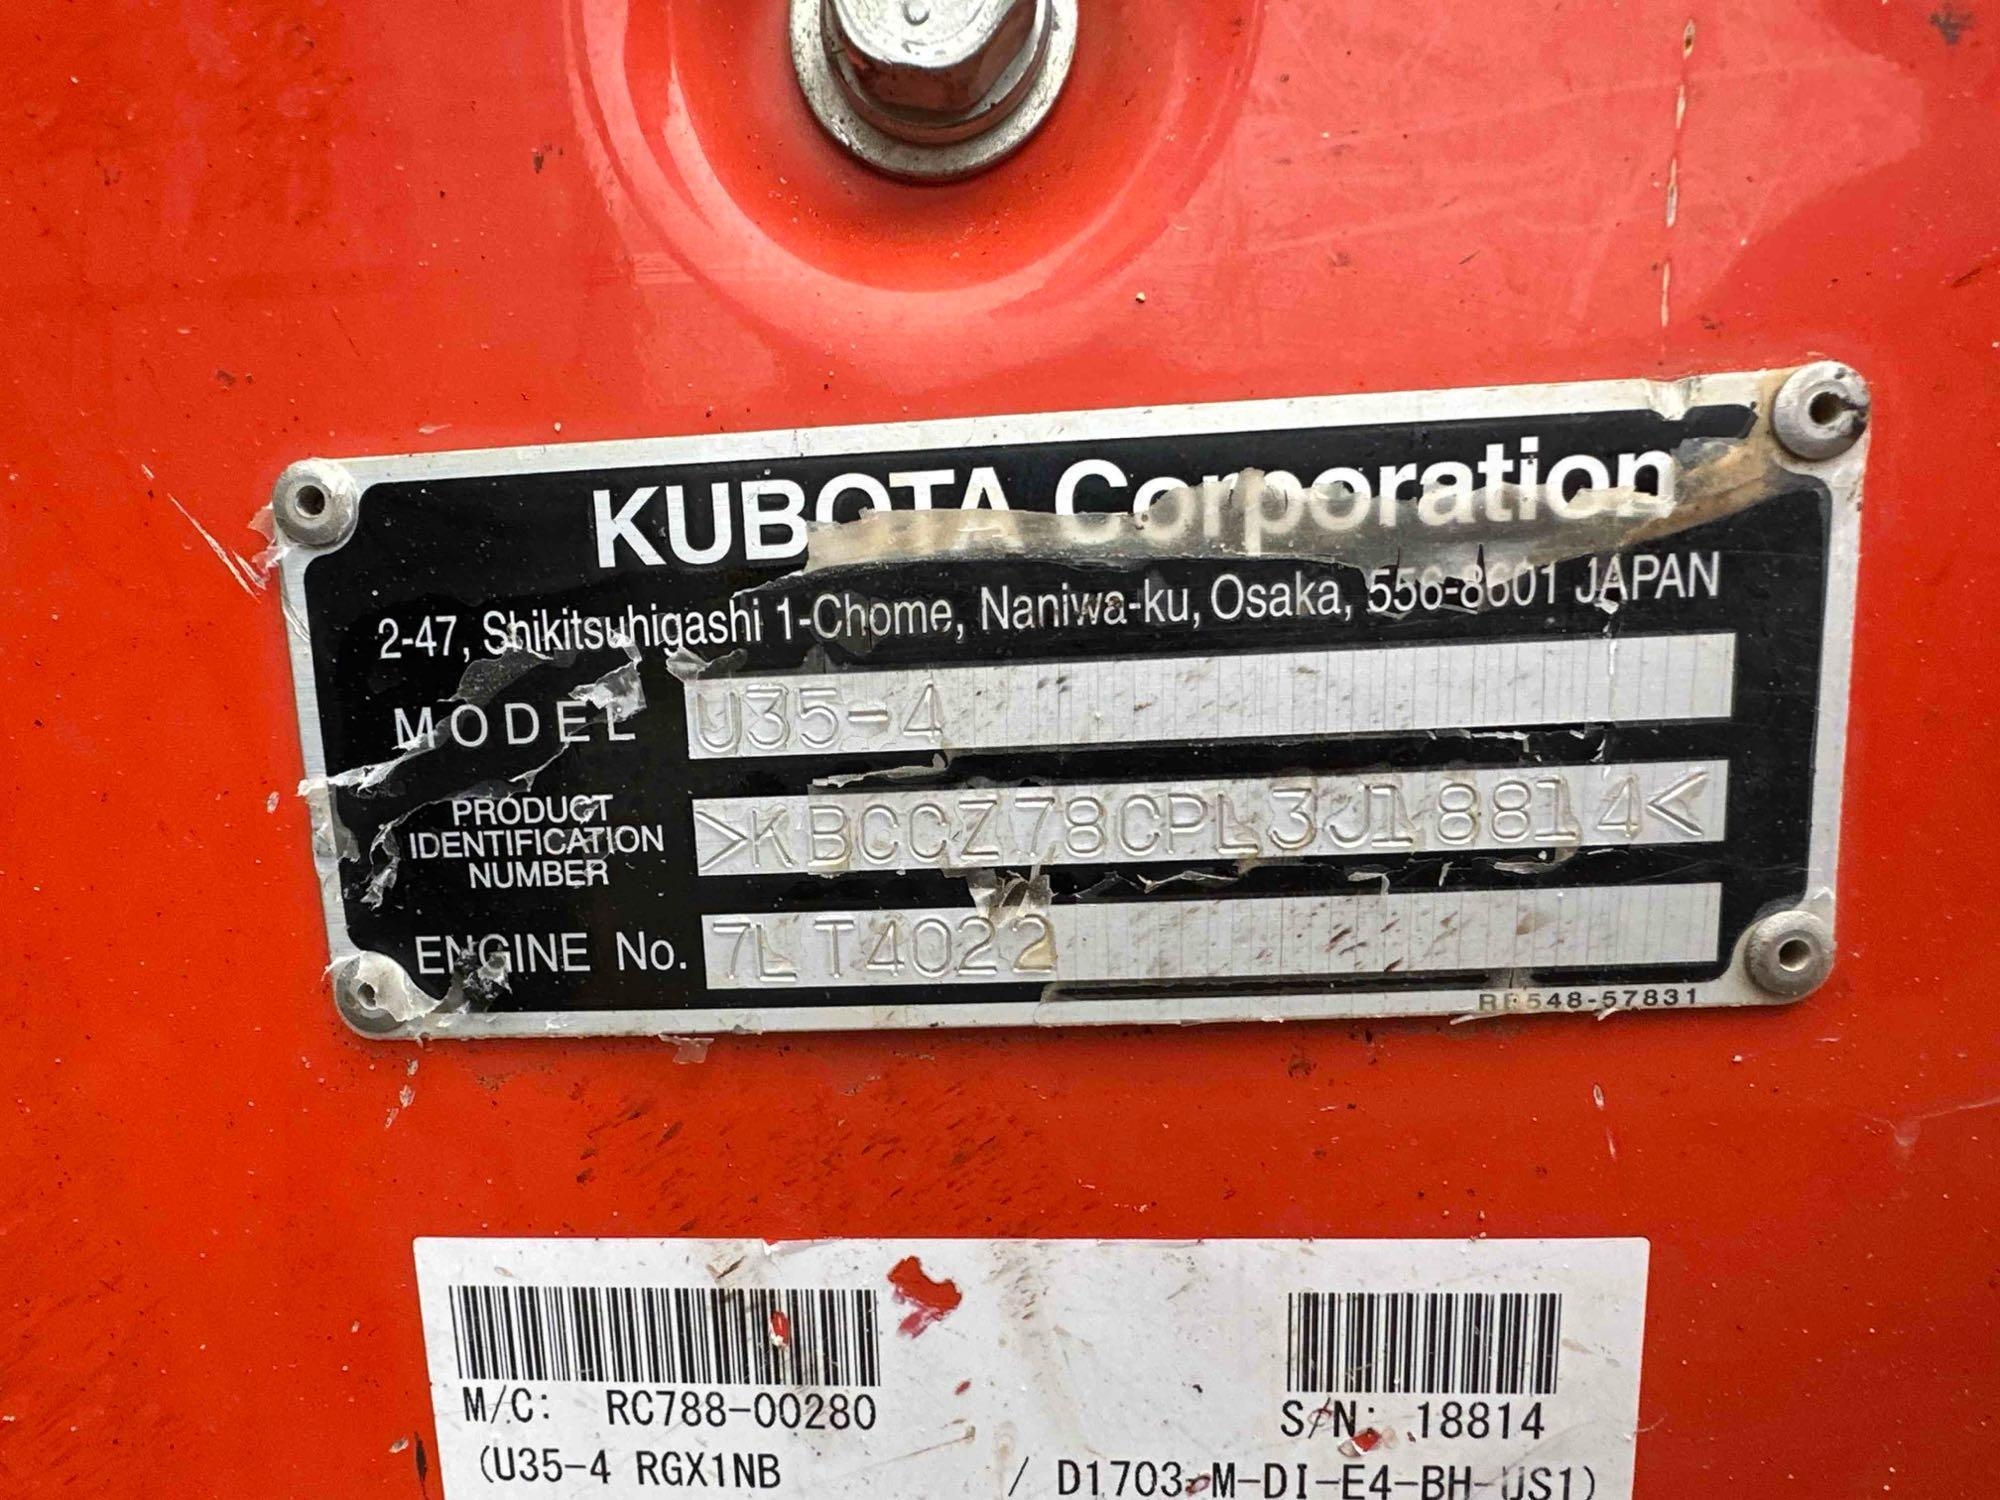 KUBOTA Corporation
2-47, Shikitsuhigashi 1-Chome, Naniwa-ku, Osaka, 556-8601 JAPAN
MODEL U35-4
PRODUCT
IDENTIFICATION
NUMBER
>KBCCZ78CPL3J18814<
ENGINE No. 7LT4022
RB548-57831
M/C: RC788-00280
S/N: 18814
(U35-4 RGX1NB / D1703-M-DI-E4-BH-US1)